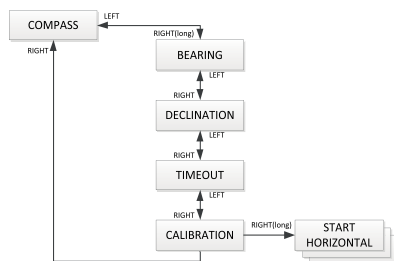 COMPASS
LEFT
RIGHT(long)
RIGHT
BEARING
LEFT
RIGHT
DECLINATION
LEFT
RIGHT
TIMEOUT
LEFT
RIGHT
CALIBRATION
RIGHT(long)
START
HORIZONTAL